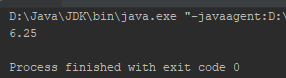 D:\Java\JDK\bin\java.exe "-javaagent:D:\
6.25
Process finished with exit code 0